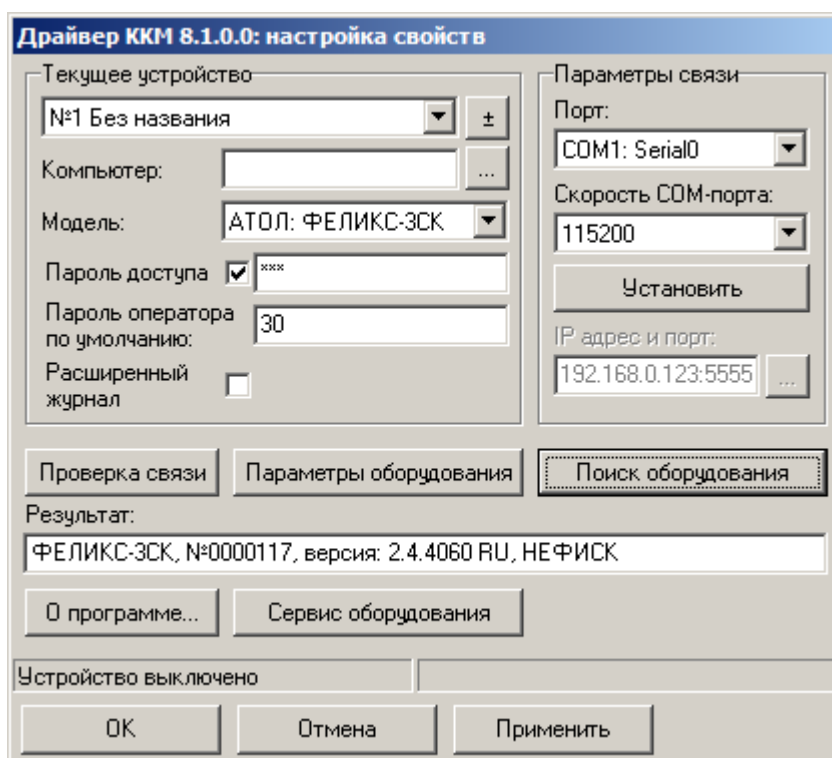 Драйвер ККМ 8.1.0.0: настройка свойств
Текущее устройство
№1 Без названия
±
Компьютер:
...
Модель:
АТОЛ: ФЕЛИКС-3СК
Пароль доступа
***
Пароль оператора
по умолчанию:
30
Расширенный
журнал
Параметры связи
Порт:
COM1: Serial0
Скорость COM-порта:
115200
Установить
IP адрес и порт:
192.168.0.123:5555
...
Проверка связи
Параметры оборудования
Поиск оборудования
Результат:
ФЕЛИКС-3СК, №0000117, версия: 2.4.4060 RU, НЕФИСК
О программе...
Сервис оборудования
Устройство выключено
OK
Отмена
Применить